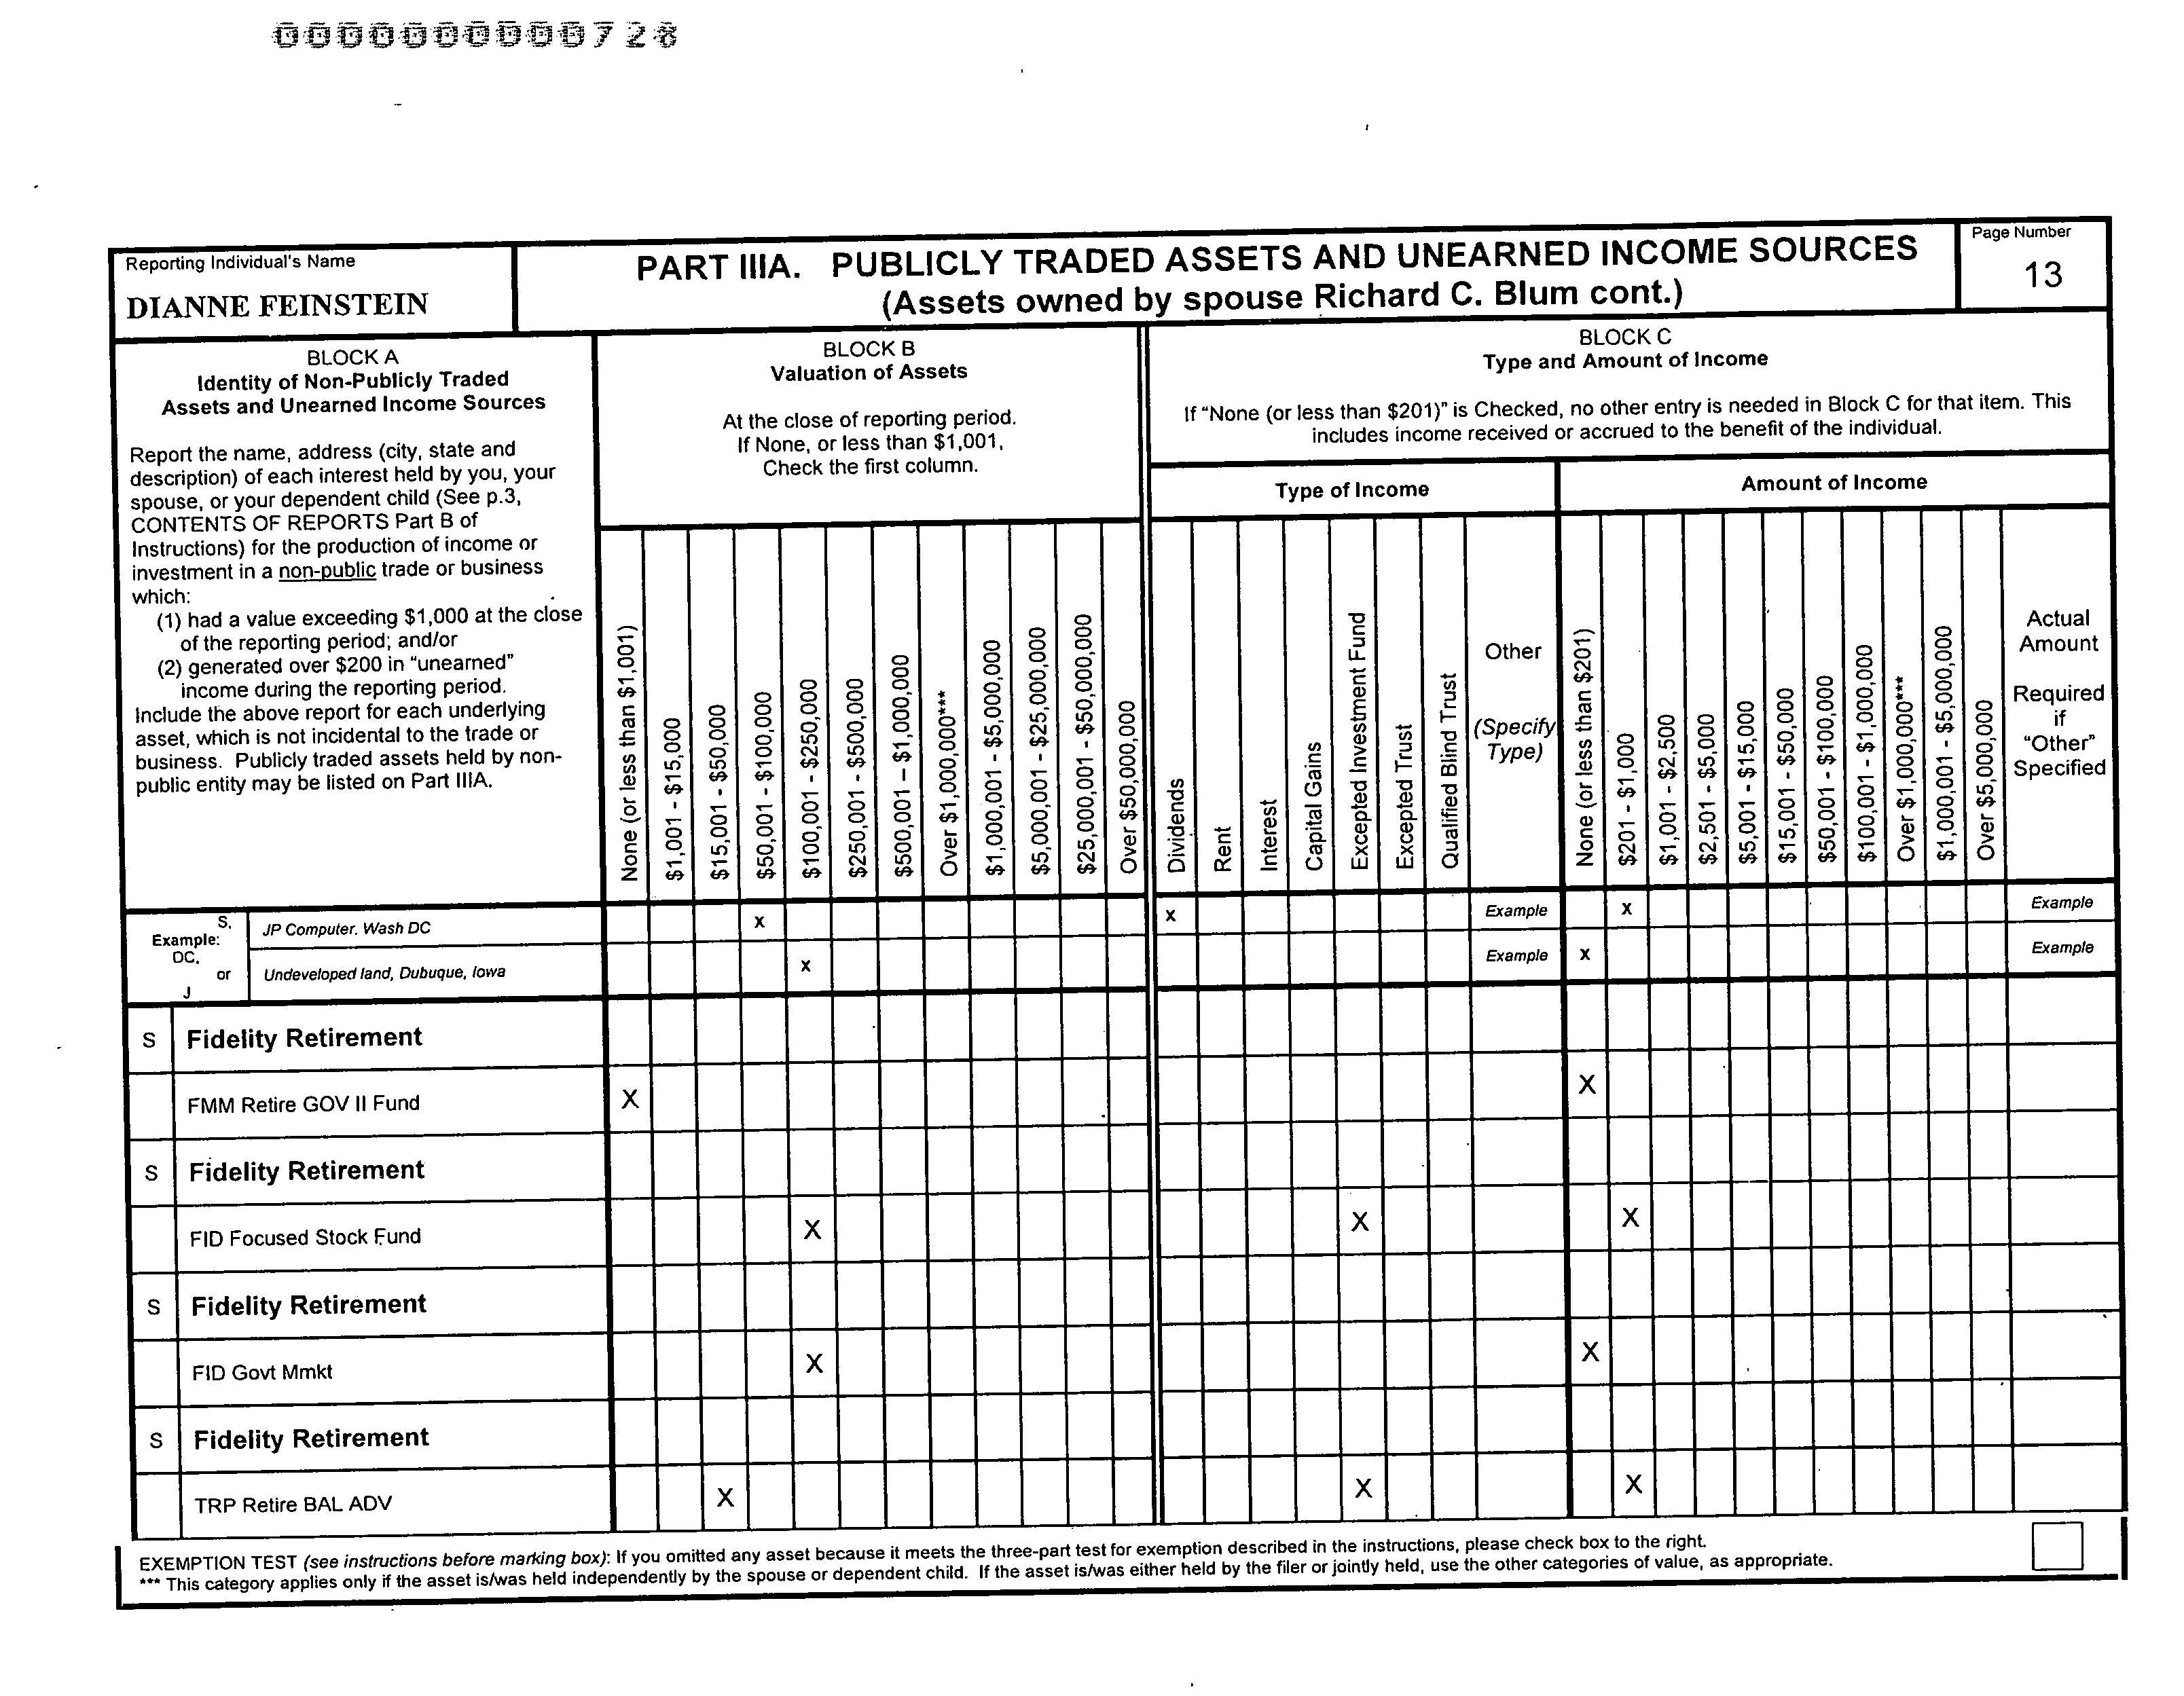 000000000728
Reporting Individual's Name
DIANNE FEINSTEIN
PART IIIA. PUBLICLY TRADED ASSETS AND UNEARNED INCOME SOURCES
(Assets owned by spouse Richard C. Blum cont.)
Page Number
13
BLOCK A
Identity of Non-Publicly Traded
Assets and Unearned Income Sources
Report the name, address (city, state and
description) of each interest held by you, your
spouse, or your dependent child (See p.3,
CONTENTS OF REPORTS Part B of
Instructions) for the production of income or
investment in a non-public trade or business
which:
(1) had a value exceeding $1,000 at the close
of the reporting period; and/or
(2) generated over $200 in "unearned"
income during the reporting period.
Include the above report for each underlying
asset, which is not incidental to the trade or
business. Publicly traded assets held by non-
public entity may be listed on Part IIIA.
BLOCK B
Valuation of Assets
At the close of reporting period.
If None, or less than $1,001,
Check the first column.
None (or less than $1,001)
$1,001 - $15,000
$15,001 - $50,000
$50,001 - $100,000
$100,001 - $250,000
$250,001 - $500,000
$500,001 – $1,000,000
Over $1,000,000***
$1,000,001 - $5,000,000
$5,000,001 - $25,000,000
$25,000,001 - $50,000,000
Over $50,000,000
BLOCK C
Type and Amount of Income
If "None (or less than $201)" is Checked, no other entry is needed in Block C for that item. This
includes income received or accrued to the benefit of the individual.
Type of Income
Dividends
Rent
Interest
Capital Gains
Excepted Investment Fund
Excepted Trust
Qualified Blind Trust
Other
(Specify
Type)
Amount of Income
None (or less than $201)
$201 - $1,000
$1,001 - $2,500
$2,501 - $5,000
$5,001 - $15,000
$15,001 - $50,000
$50,001 - $100,000
$100,001 - $1,000,000
Over $1,000,000***
$1,000,001 - $5,000,000
Over $5,000,000
Actual
Amount
Required
if
"Other"
Specified
S,
Example:
DC,
or
J
JP Computer. Wash DC x x Example x Example
Undeveloped land, Dubuque, Iowa x Example x Example
S Fidelity Retirement
FMM Retire GOV II Fund X X
S Fidelity Retirement
FID Focused Stock Fund X X X
S Fidelity Retirement
FID Govt Mmkt X X
S Fidelity Retirement
TRP Retire BAL ADV X X X
EXEMPTION TEST (see instructions before marking box): If you omitted any asset because it meets the three-part test for exemption described in the instructions, please check box to the right.
*** This category applies only if the asset is/was held independently by the spouse or dependent child. If the asset is/was either held by the filer or jointly held, use the other categories of value, as appropriate.